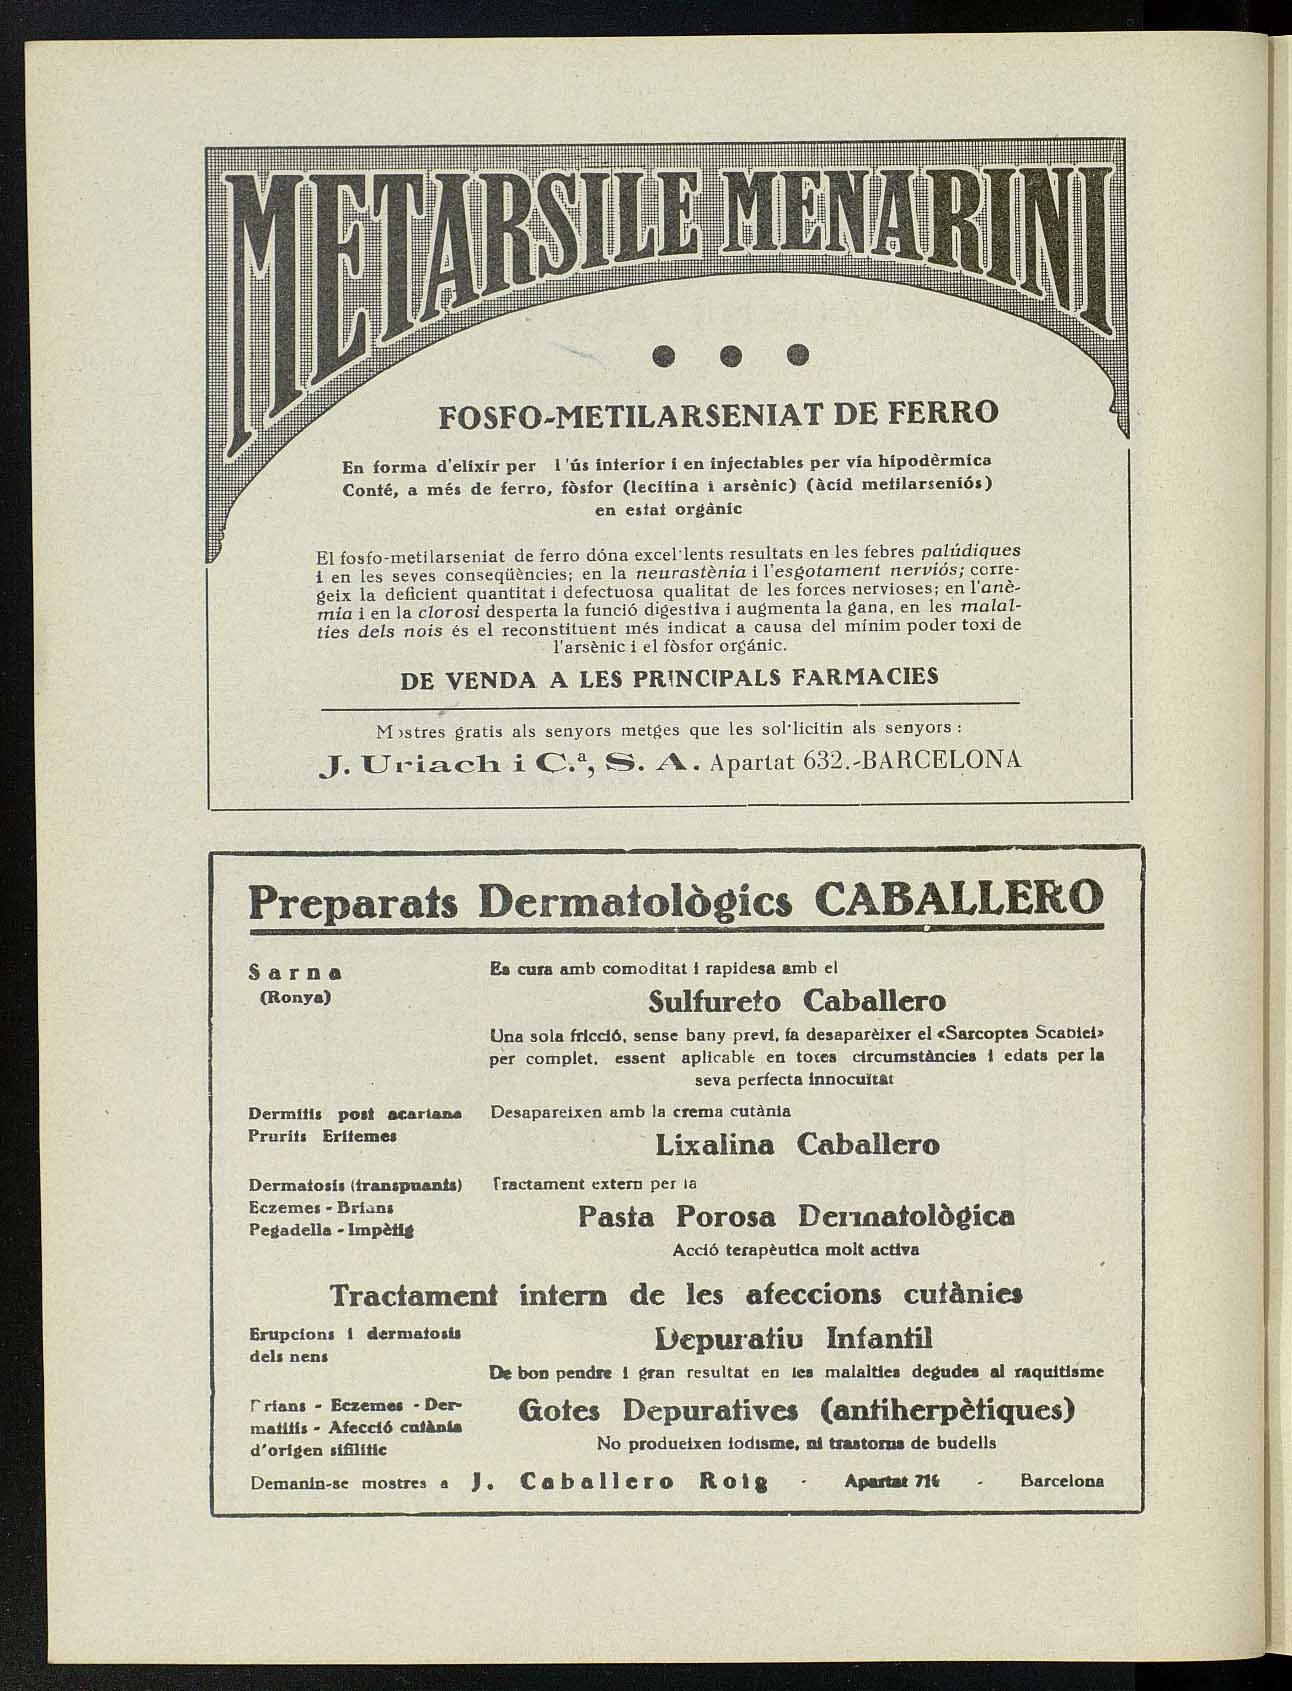 METARSILE MENARINI
FOSFO-METILARSENIAT DE FERRO
En forma d'elixir per l'ús interior i en injectables per via hipodèrmica
Conté, a més de ferro, fòsfor (lecitina i arsènic) (àcid metilarseniós)
en estat orgànic
El fosfo-metilarseniat de ferro dóna excel·lents resultats en les febres palúdiques
i en les seves conseqüències; en la neurastènia i l'esgotament nerviós; corre-
geix la deficient quantitat i defectuosa qualitat de les forces nervioses; en l'anè-
mia i en la clorosi desperta la funció digestiva i augmenta la gana, en les malal-
ties dels nois és el reconstituent més indicat a causa del mínim poder toxi de
l'arsènic i el fòsfor orgánic.
DE VENDA A LES PRINCIPALS FARMACIES
Mostres gratis als senyors metges que les sol·licitin als senyors :
J. Uriach i C.ª, S. A. Apartat 632.-BARCELONA
Preparats Dermatològics CABALLERO
Sarna Es cura amb comoditat i rapidesa amb el
(Ronya) Sulfureto Caballero
Una sola fricció, sense bany previ, fa desaparèixer el «Sarcoptes Scabiei»
per complet, essent aplicable en totes circumstàncies i edats per la
seva perfecta innocuïtat
Dermitis post acariana Desapareixen amb la crema cutània
Prurits Eritemes Lixalina Caballero
Dermatosis (transpuants) Tractament extern per la
Eczemes - Brians Pasta Porosa Dermatològica
Pegadella - Impètig
Acció terapèutica molt activa
Tractament intern de les afeccions cutànies
Erupcions i dermatosis Depuratiu Infantil
dels nens
De bon pendre i gran resultat en les malalties degudes al raquitisme
Brians - Eczemes - Der- Gotes Depuratives (antiherpètiques)
matitis - Afecció cutània
d'origen sifilític No produeixen iodisme, ni trastorns de budells
Demanin-se mostres a J. Caballero Roig - Apartat 716 - Barcelona